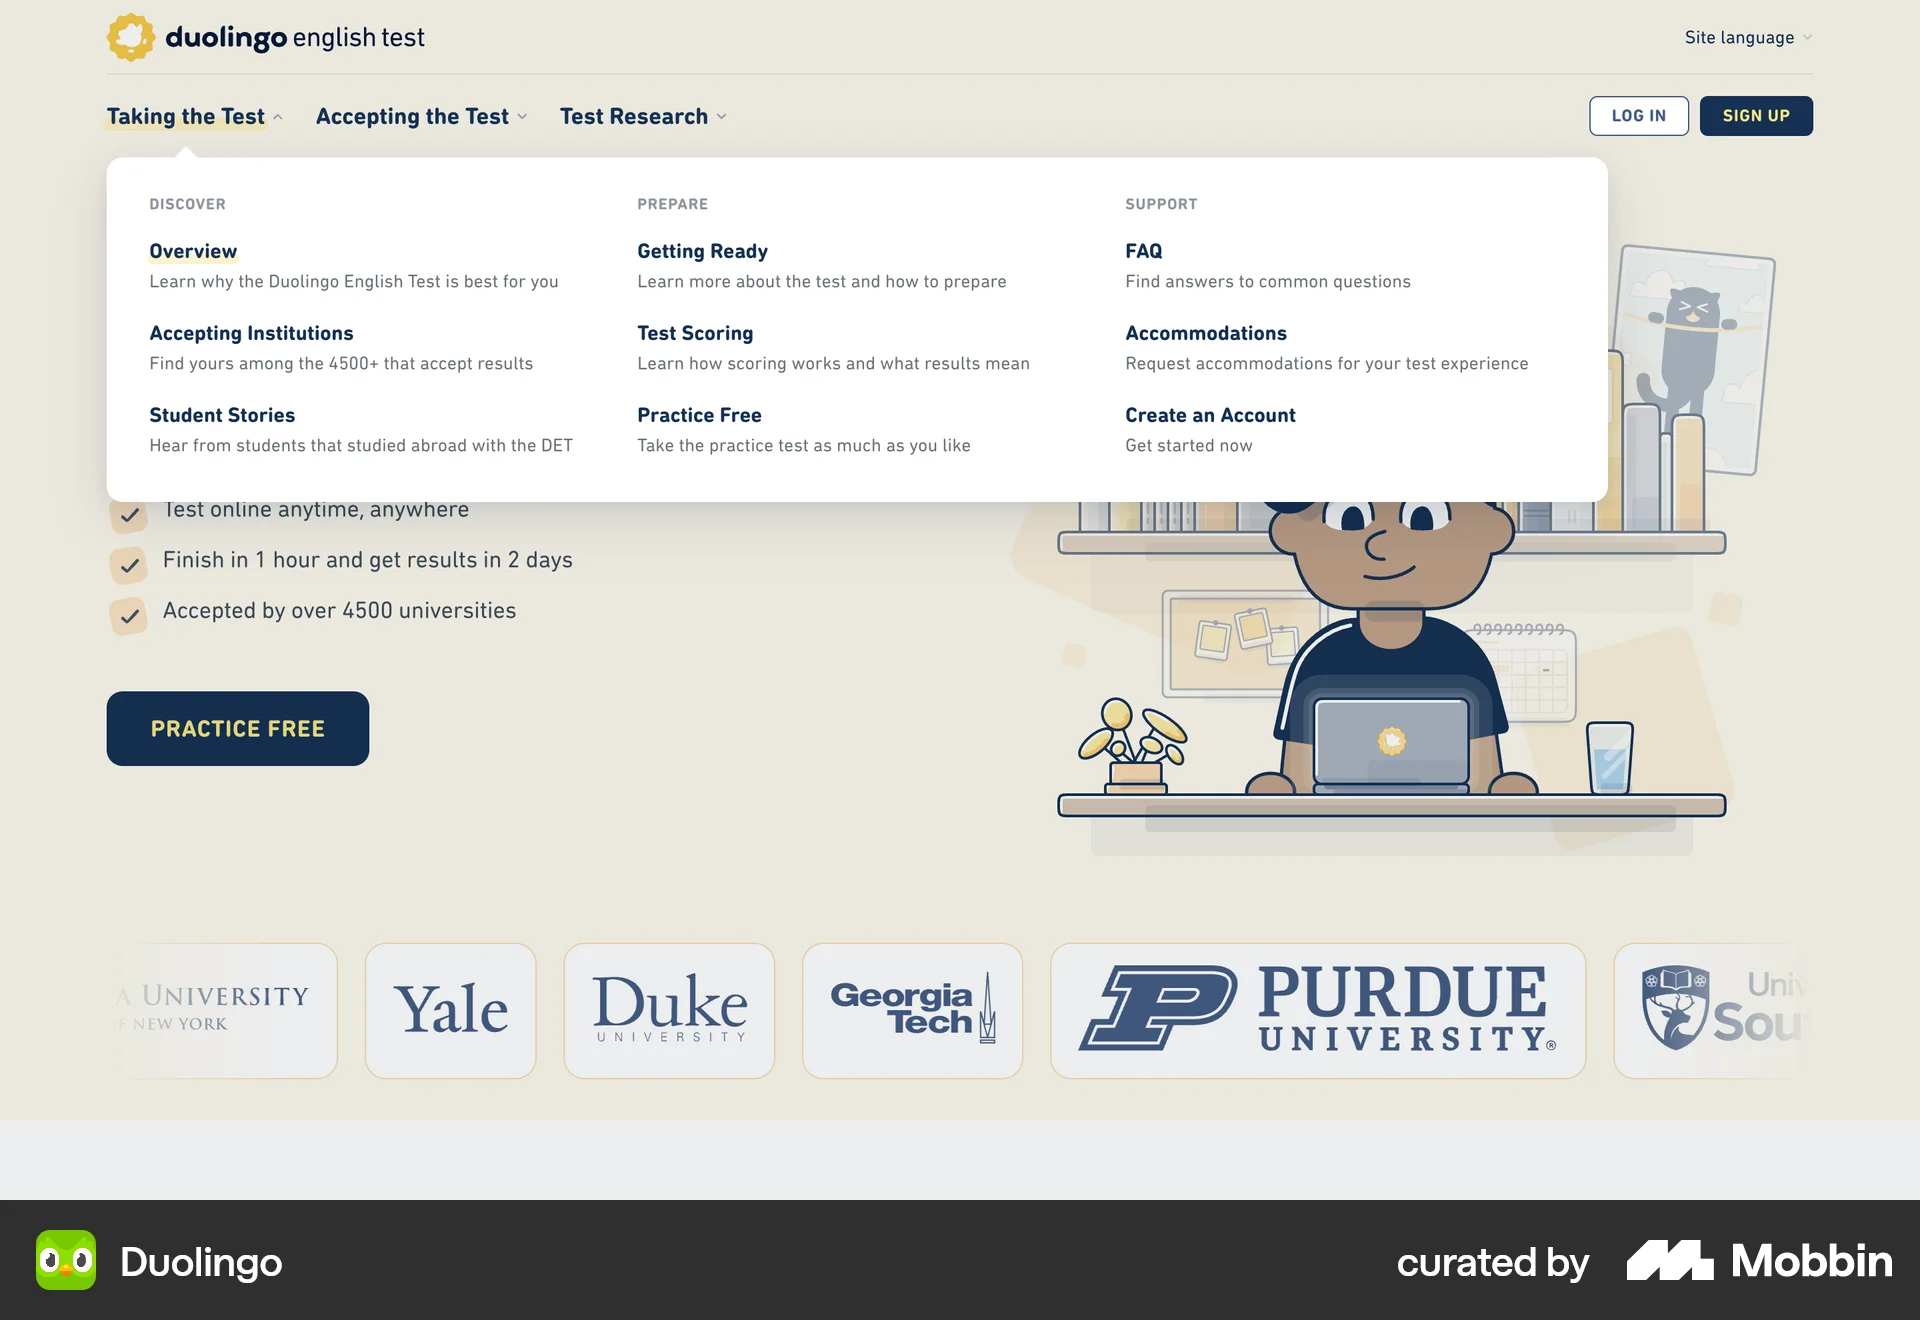 duolingo english test
Site language
Taking the Test
Accepting the Test
Test Research
LOG IN
SIGN UP
DISCOVER
Overview
Learn why the Duolingo English Test is best for you
Accepting Institutions
Find yours among the 4500+ that accept results
Student Stories
Hear from students that studied abroad with the DET
PREPARE
Getting Ready
Learn more about the test and how to prepare
Test Scoring
Learn how scoring works and what results mean
Practice Free
Take the practice test as much as you like
SUPPORT
FAQ
Find answers to common questions
Accommodations
Request accommodations for your test experience
Create an Account
Get started now
Test online anytime, anywhere
Finish in 1 hour and get results in 2 days
Accepted by over 4500 universities
PRACTICE FREE
A UNIVERSITY
NEW YORK
Yale
Duke
UNIVERSITY
Georgia
Tech
PURDUE
UNIVERSITY®
Univ
Sou
Duolingo
curated by Mobbin